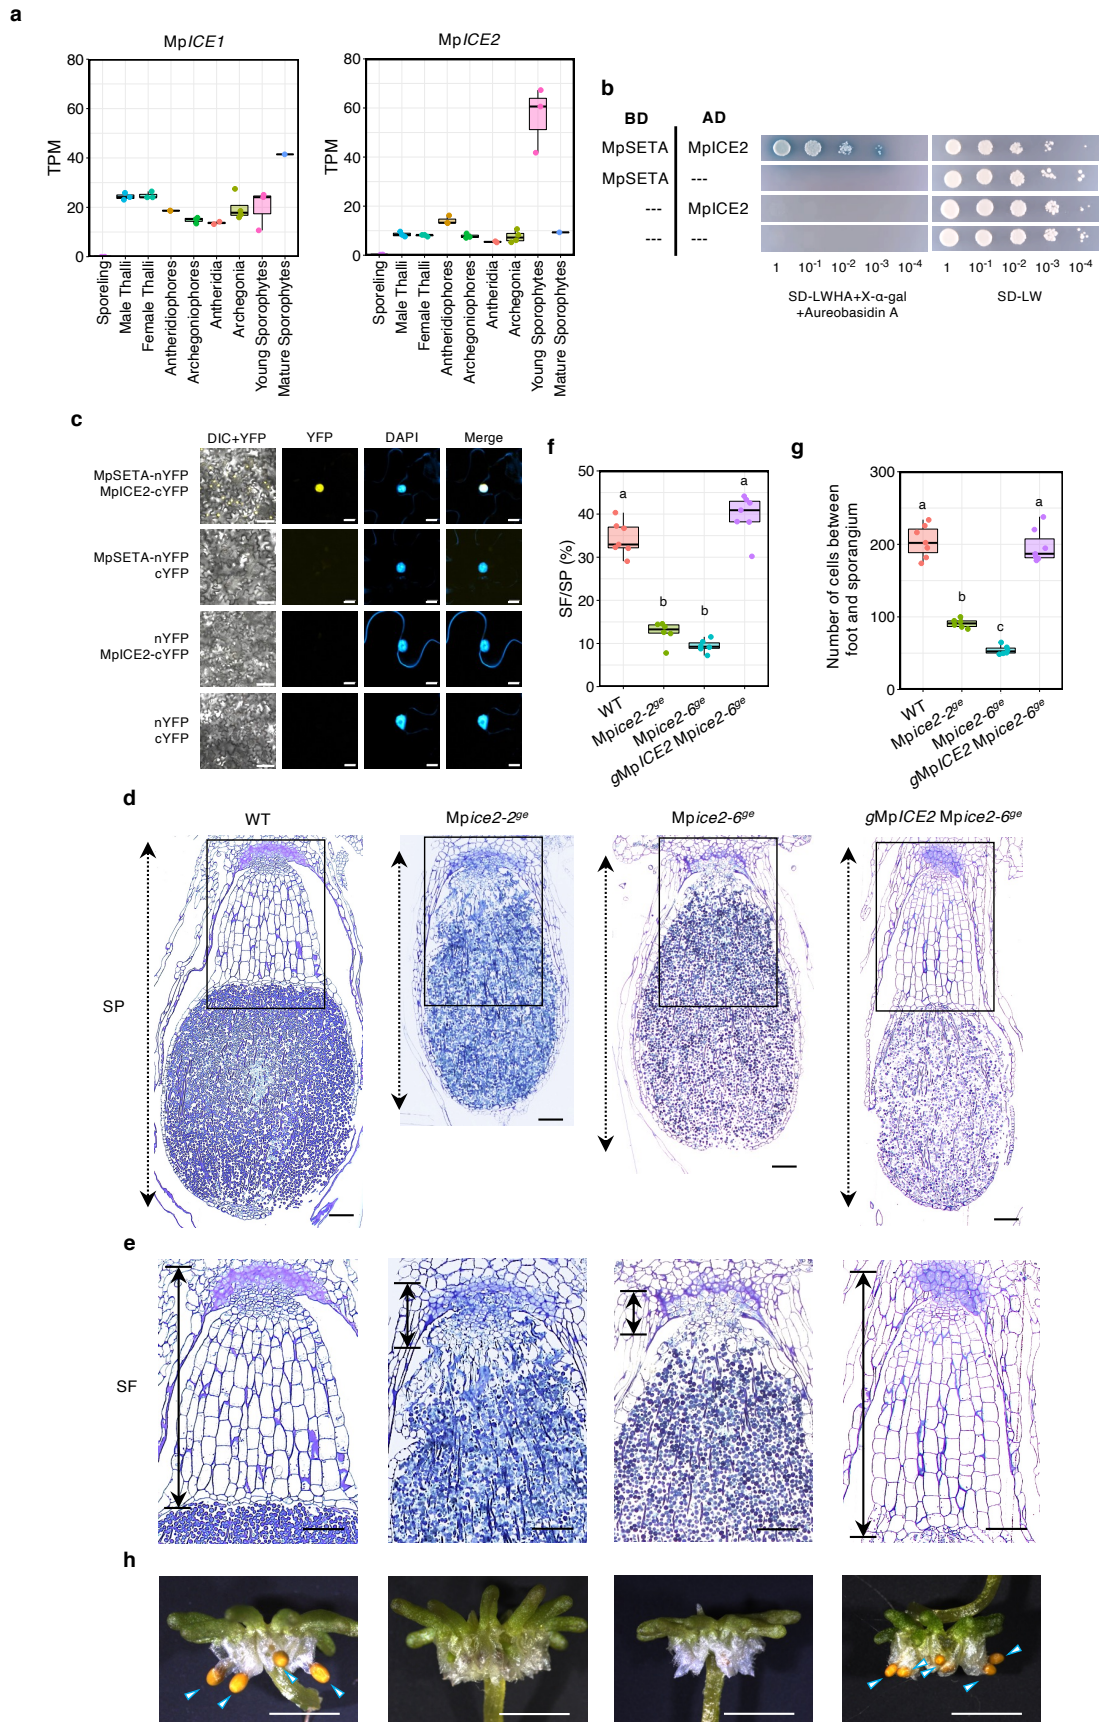 a
MpICE1
80
60
40
20
0
TPM
Sporeling
Male Thalli
Female Thalli
Antheridiophores
Archegoniophores
Antheridia
Archegonia
Young Sporophytes
Mature Sporophytes
MpICE2
80
60
40
20
0
TPM
Sporeling
Male Thalli
Female Thalli
Antheridiophores
Archegoniophores
Antheridia
Archegonia
Young Sporophytes
Mature Sporophytes
b
BD AD
MpSETA MpICE2
MpSETA ---
--- MpICE2
--- ---
1 10⁻¹ 10⁻² 10⁻³ 10⁻⁴
SD-LWHA+X-α-gal
+Aureobasidin A
1 10⁻¹ 10⁻² 10⁻³ 10⁻⁴
SD-LW
c
DIC+YFP YFP DAPI Merge
MpSETA-nYFP
MpICE2-cYFP
MpSETA-nYFP
cYFP
nYFP
MpICE2-cYFP
nYFP
cYFP
f
50
40
30
20
10
0
SF/SP (%)
a
b
b
a
WT
Mpice2-2ᵍᵉ
Mpice2-6ᵍᵉ
gMpICE2 Mpice2-6ᵍᵉ
g
300
200
100
0
Number of cells between
foot and sporangium
a
b
c
a
WT
Mpice2-2ᵍᵉ
Mpice2-6ᵍᵉ
gMpICE2 Mpice2-6ᵍᵉ
d
WT Mpice2-2ᵍᵉ Mpice2-6ᵍᵉ gMpICE2 Mpice2-6ᵍᵉ
SP
e
SF
h